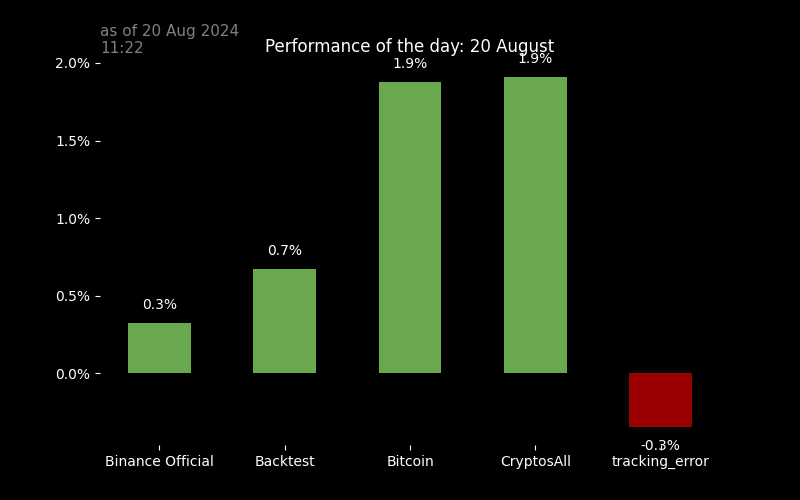 as of 20 Aug 2024
11:22
Performance of the day: 20 August
2.0%
1.5%
1.0%
0.5%
0.0%
0.3%
0.7%
1.9%
1.9%
-0.3%
Binance Official
Backtest
Bitcoin
CryptosAll
tracking_error